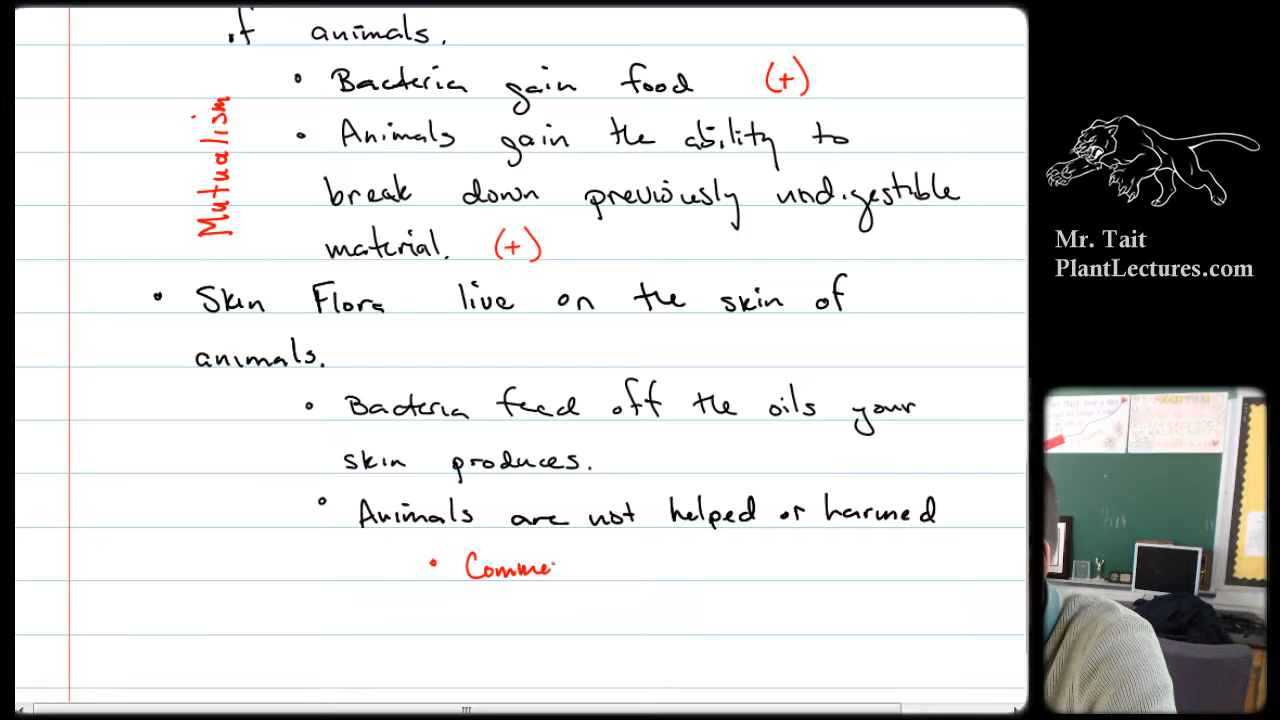 of animals.
• Bacteria gain food (+)
• Animals gain the ability to
break down previously undigestible
material. (+)
Mutualism
• Skin Flora live on the skin of
animals.
• Bacteria feed off the oils your
skin produces.
• Animals are not helped or harmed
• Comme
Mr. Tait
PlantLectures.com